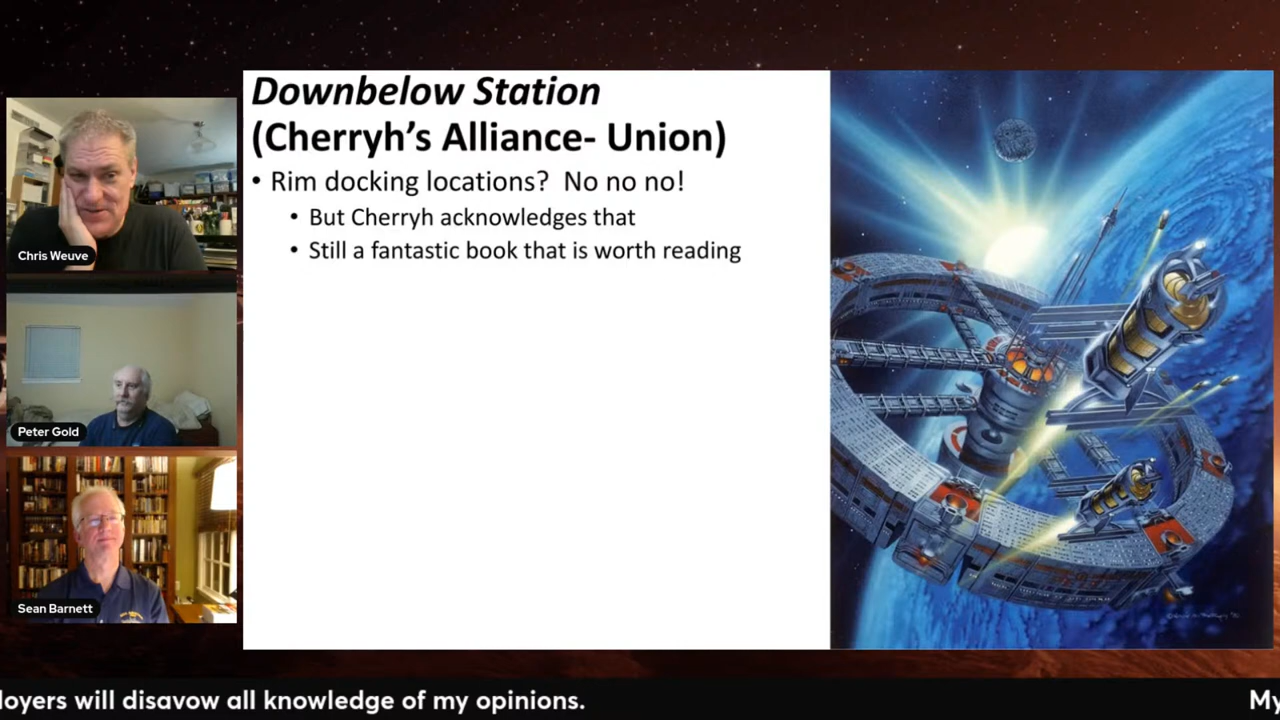 Downbelow Station
(Cherryh's Alliance- Union)
• Rim docking locations? No no no!
• But Cherryh acknowledges that
• Still a fantastic book that is worth reading
Chris Weuve
Peter Gold
Sean Barnett
loyers will disavow all knowledge of my opinions.
My